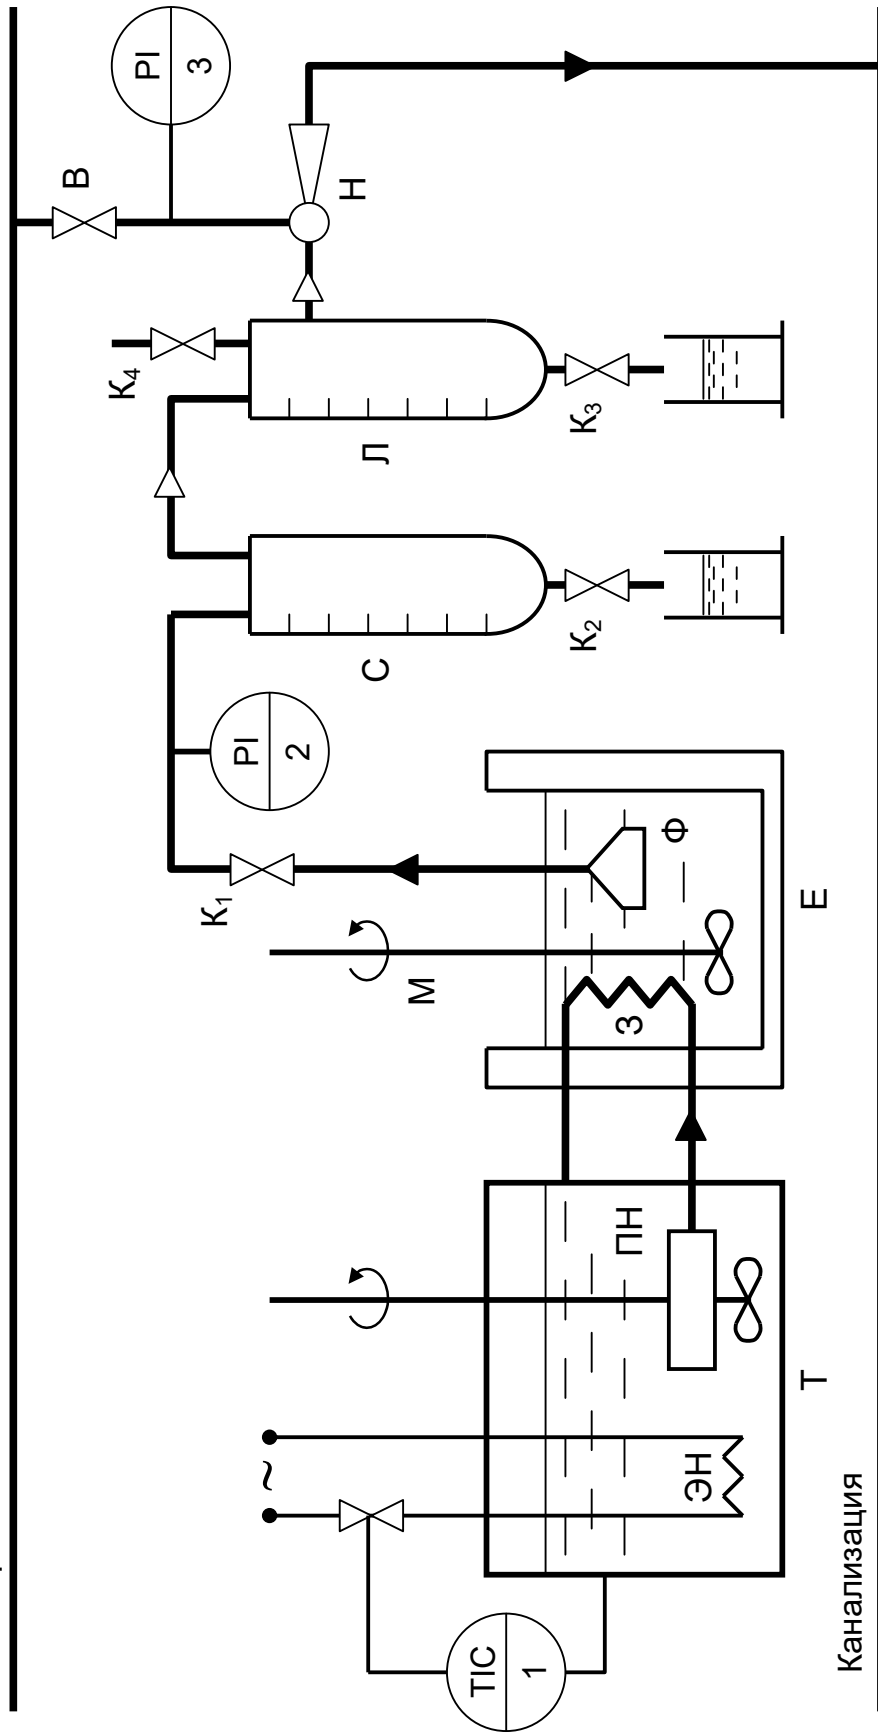 PI
3
В
Н
К₄
Л
К₃
PI
2
С
К₂
К₁
М
Ф
З
Е
ПН
~
ЭН
Т
TIC
1
Канализация